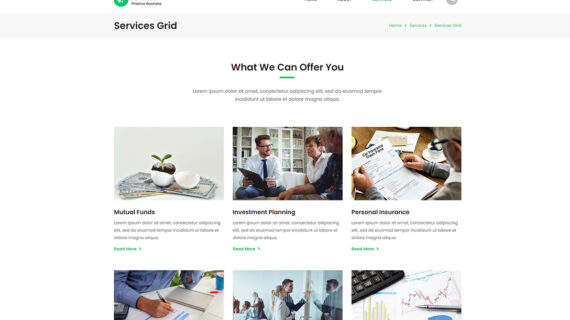 Finance Business
Services Grid
Home > Services > Services Grid
What We Can Offer You
Lorem ipsum dolor sit amet, consectetur adipiscing elit, sed do eiusmod tempor
incididunt ut labore et dolore magna aliqua.
Mutual Funds
Lorem ipsum dolor sit amet, consectetur adipiscing
elit, sed do eiusmod tempor incididunt ut labore et
dolore magna aliqua.
Read More >
Investment Planning
Lorem ipsum dolor sit amet, consectetur adipiscing
elit, sed do eiusmod tempor incididunt ut labore et
dolore magna aliqua.
Read More >
Personal Insurance
Lorem ipsum dolor sit amet, consectetur adipiscing
elit, sed do eiusmod tempor incididunt ut labore et
dolore magna aliqua.
Read More >